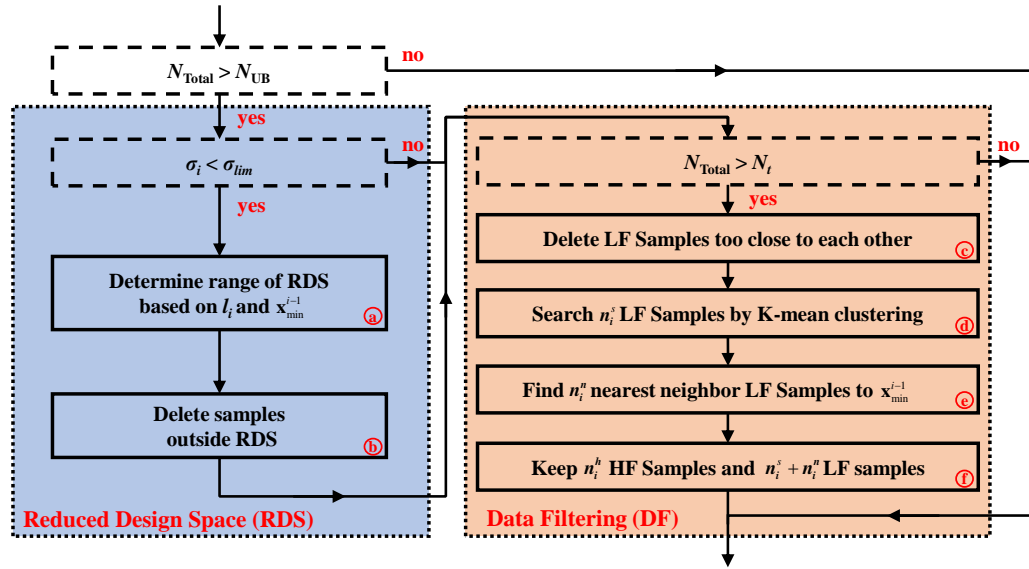 no
N_Total > N_UB
yes
σ_i < σ_lim
no
yes
Determine range of RDS
based on l_i and x_min^{i-1}
a
Delete samples
outside RDS
b
Reduced Design Space (RDS)
N_Total > N_t
no
yes
Delete LF Samples too close to each other
c
Search n_i^s LF Samples by K-mean clustering
d
Find n_i^n nearest neighbor LF Samples to x_min^{i-1}
e
Keep n_i^h HF Samples and n_i^s + n_i^n LF samples
f
Data Filtering (DF)